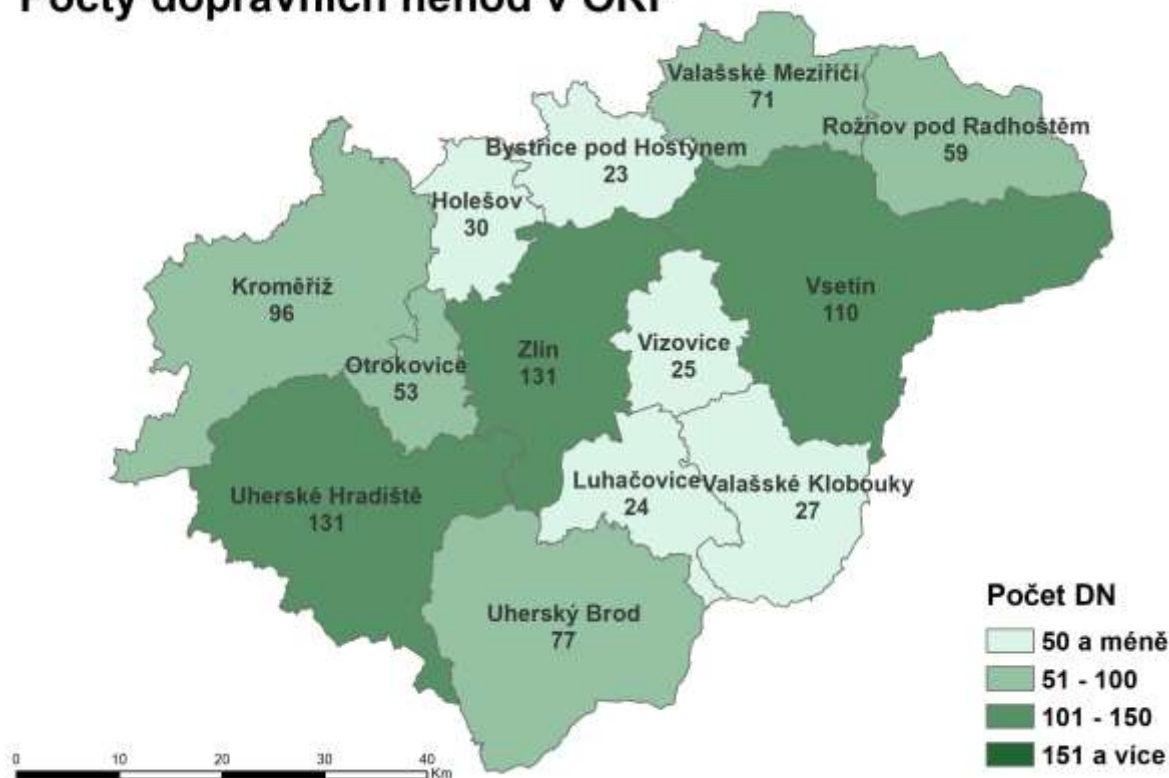 Počty dopravních nehod v ORP
Valašské Meziříčí
71
Rožnov pod Radhoštěm
59
Bystřice pod Hostýnem
23
Holešov
30
Kroměříž
96
Vsetín
110
Zlín
131
Vizovice
25
Otrokovice
53
Luhačovice
24
Valašské Klobouky
27
Uherské Hradiště
131
Uherský Brod
77
Počet DN
50 a méně
51 - 100
101 - 150
151 a více
0 10 20 30 40
Km